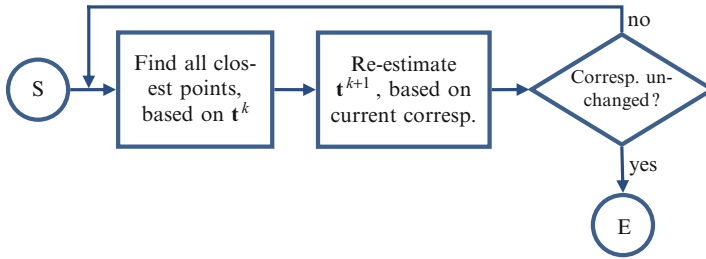 no
S
Find all clos-
est points,
based on t^k
Re-estimate
t^{k+1}, based on
current corresp.
Corresp. un-
changed?
yes
E